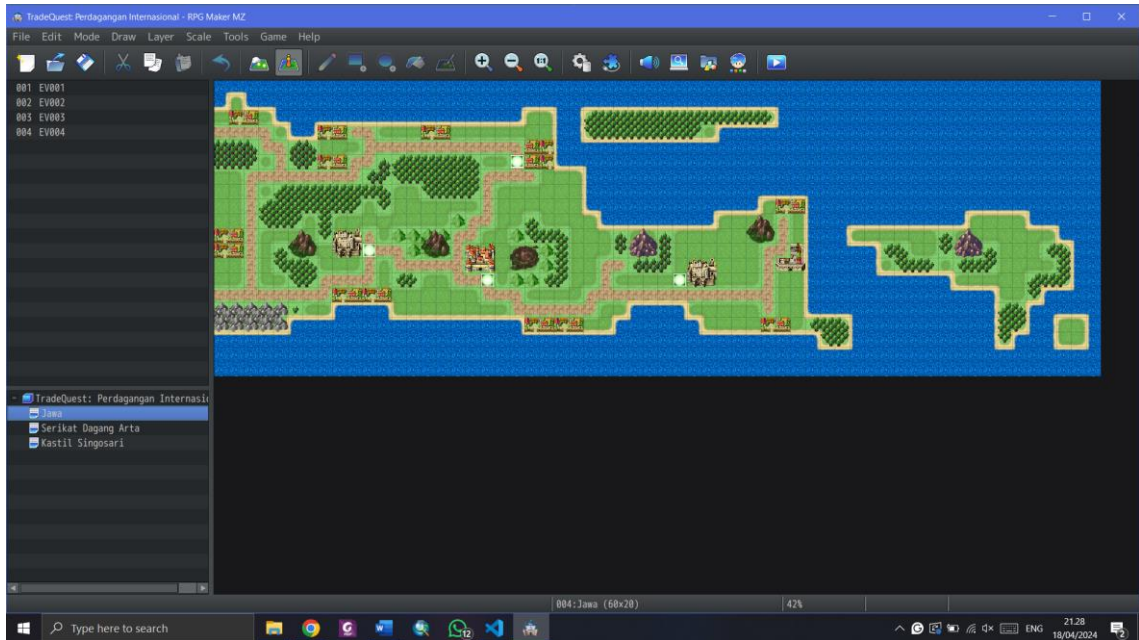 TradeQuest: Perdagangan Internasional - RPG Maker MZ
File Edit Mode Draw Layer Scale Tools Game Help
001 EV001
002 EV002
003 EV003
004 EV004
TradeQuest: Perdagangan Internasi
Jawa
Serikat Dagang Arta
Kastil Singosari
004:Jawa (60x20) 42%
Type here to search
12
ENG
21.28
18/04/2024
2